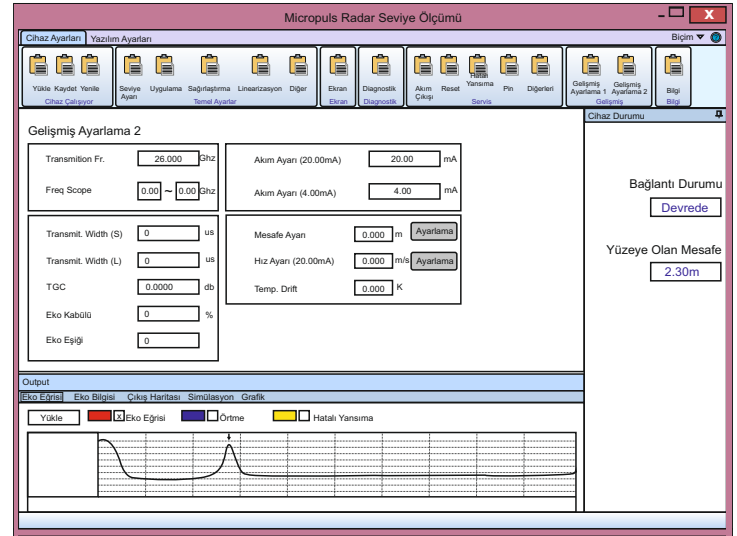 Micropuls Radar Seviye Ölçümü
X
Cihaz Ayarları Yazılım Ayarları Biçim
Yükle Kaydet Yenile
Cihaz Çalışıyor
Seviye Ayarı Uygulama Sağırlaştırma Linearizasyon Diğer
Temel Ayarlar
Ekran
Ekran
Diagnostik
Diagnostik
Akım Çıkışı Reset Hatalı Yansıma Pin Diğerleri
Servis
Gelişmiş Ayarlama 1 Gelişmiş Ayarlama 2
Gelişmiş
Bilgi
Bilgi
Cihaz Durumu
Gelişmiş Ayarlama 2
Transmition Fr. 26.000 Ghz
Freq Scope 0.00 ~ 0.00 Ghz
Akım Ayarı (20.00mA) 20.00 mA
Akım Ayarı (4.00mA) 4.00 mA
Transmit. Width (S) 0 us
Transmit. Width (L) 0 us
TGC 0.0000 db
Eko Kabülü 0 %
Eko Eşiği 0
Mesafe Ayarı 0.000 m Ayarlama
Hız Ayarı (20.00mA) 0.000 m/s Ayarlama
Temp. Drift 0.000 K
Bağlantı Durumu
Devrede
Yüzeye Olan Mesafe
2.30m
Output
Eko Eğrisi Eko Bilgisi Çıkış Haritası Simülasyon Grafik
Yükle X Eko Eğrisi Örtme Hatalı Yansıma